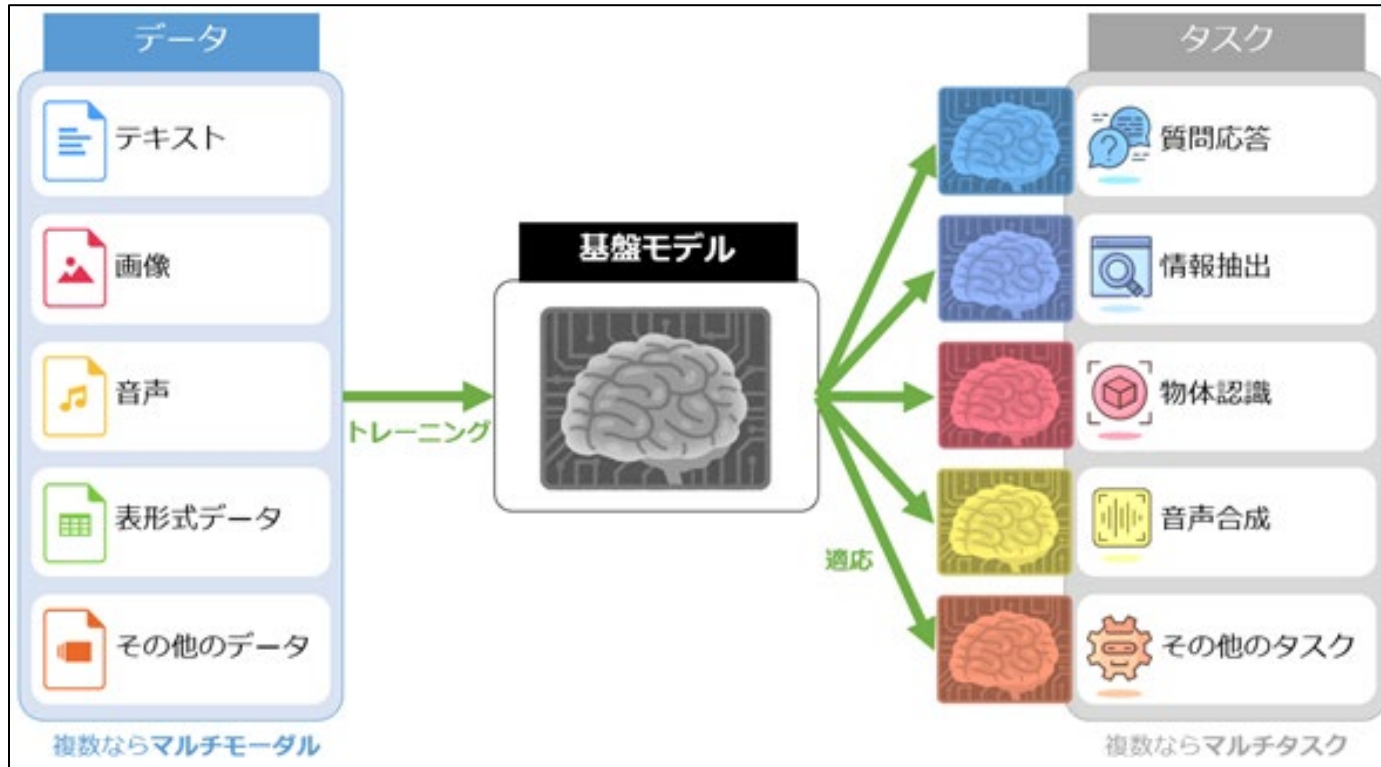 データ
テキスト
画像
音声
表形式データ
その他のデータ
複数ならマルチモーダル
トレーニング
基盤モデル
適応
タスク
質問応答
情報抽出
物体認識
音声合成
その他のタスク
複数ならマルチタスク